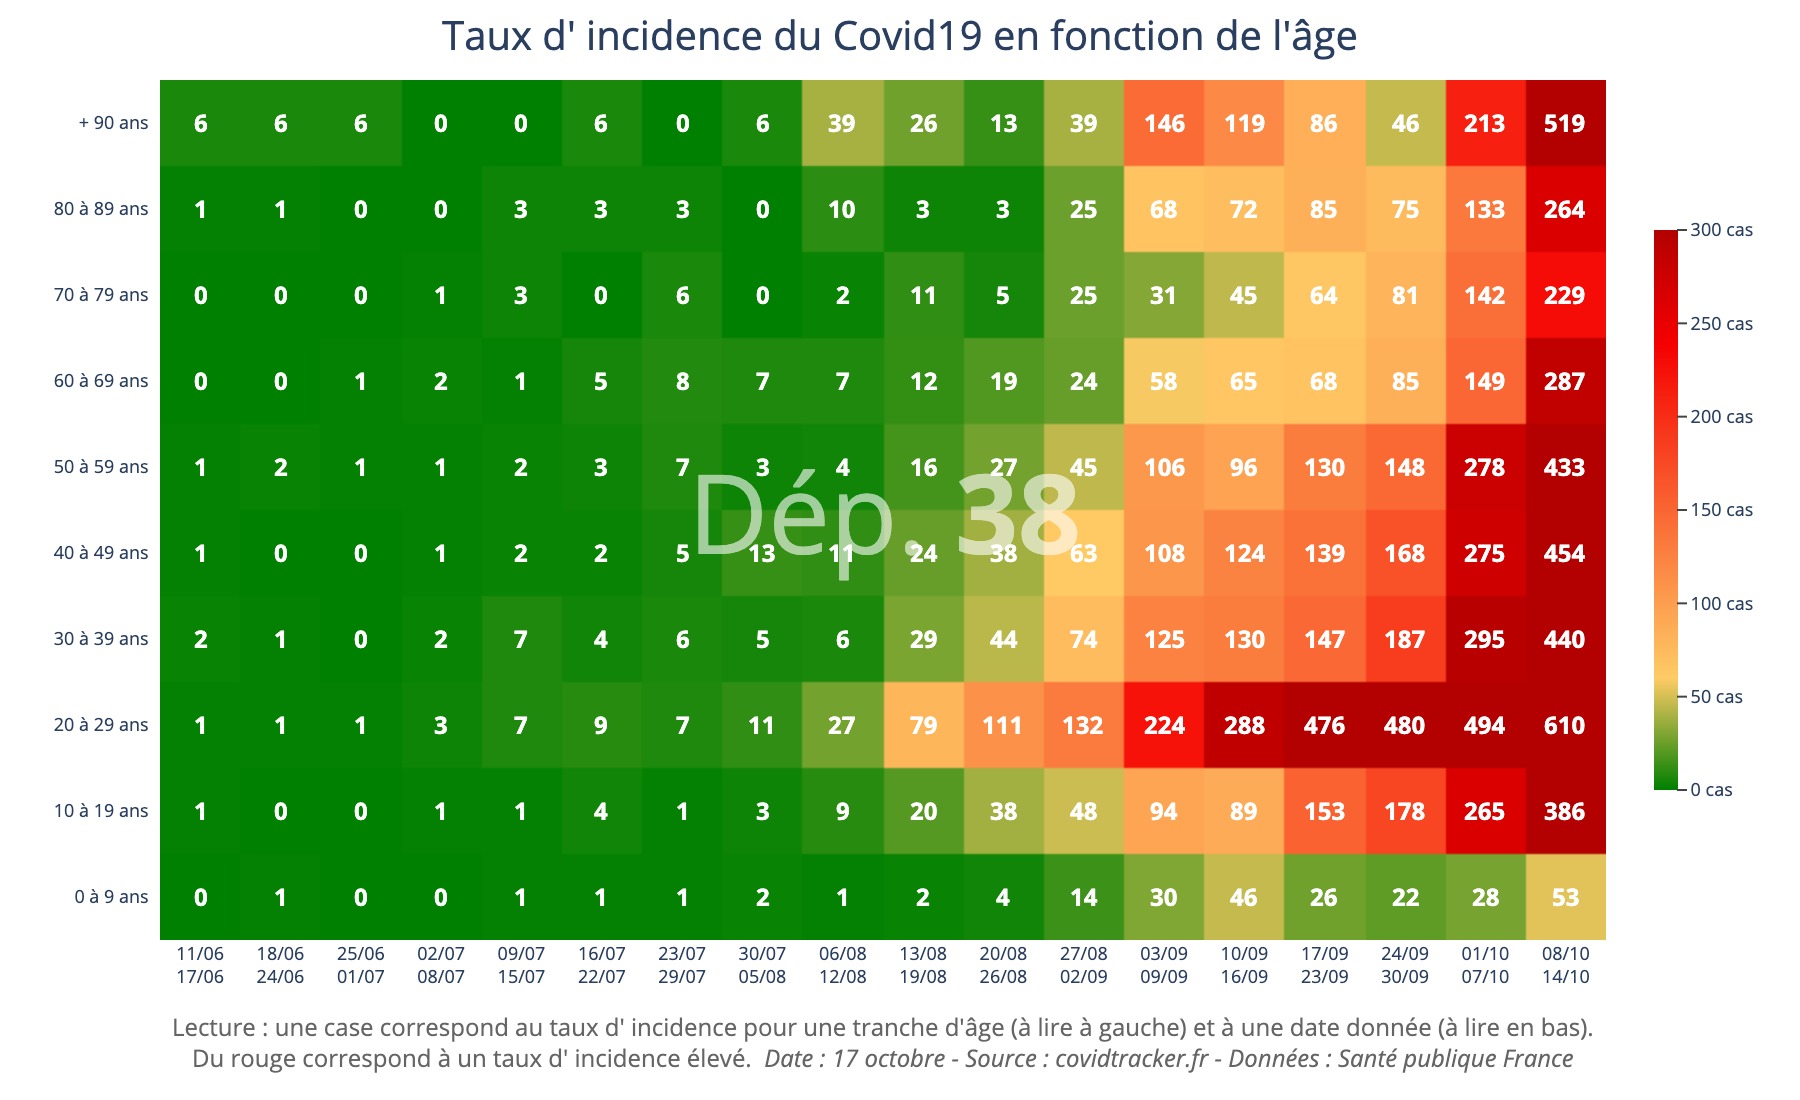 Taux d' incidence du Covid19 en fonction de l'âge
+ 90 ans 6 6 6 0 0 6 0 6 39 26 13 39 146 119 86 46 213 519
80 à 89 ans 1 1 0 0 3 3 3 0 10 3 3 25 68 72 85 75 133 264
70 à 79 ans 0 0 0 1 3 0 6 0 2 11 5 25 31 45 64 81 142 229
60 à 69 ans 0 0 1 2 1 5 8 7 7 12 19 24 58 65 68 85 149 287
50 à 59 ans 1 2 1 1 2 3 7 3 4 16 27 45 106 96 130 148 278 433
Dép. 38
40 à 49 ans 1 0 0 1 2 2 5 13 11 24 38 63 108 124 139 168 275 454
30 à 39 ans 2 1 0 2 7 4 6 5 6 29 44 74 125 130 147 187 295 440
20 à 29 ans 1 1 1 3 7 9 7 11 27 79 111 132 224 288 476 480 494 610
10 à 19 ans 1 0 0 1 1 4 1 3 9 20 38 48 94 89 153 178 265 386
0 à 9 ans 0 1 0 0 1 1 1 2 1 2 4 14 30 46 26 22 28 53
11/06 18/06 25/06 02/07 09/07 16/07 23/07 30/07 06/08 13/08 20/08 27/08 03/09 10/09 17/09 24/09 01/10 08/10
17/06 24/06 01/07 08/07 15/07 22/07 29/07 05/08 12/08 19/08 26/08 02/09 09/09 16/09 23/09 30/09 07/10 14/10
300 cas
250 cas
200 cas
150 cas
100 cas
50 cas
0 cas
Lecture : une case correspond au taux d' incidence pour une tranche d'âge (à lire à gauche) et à une date donnée (à lire en bas).
Du rouge correspond à un taux d' incidence élevé. Date : 17 octobre - Source : covidtracker.fr - Données : Santé publique France